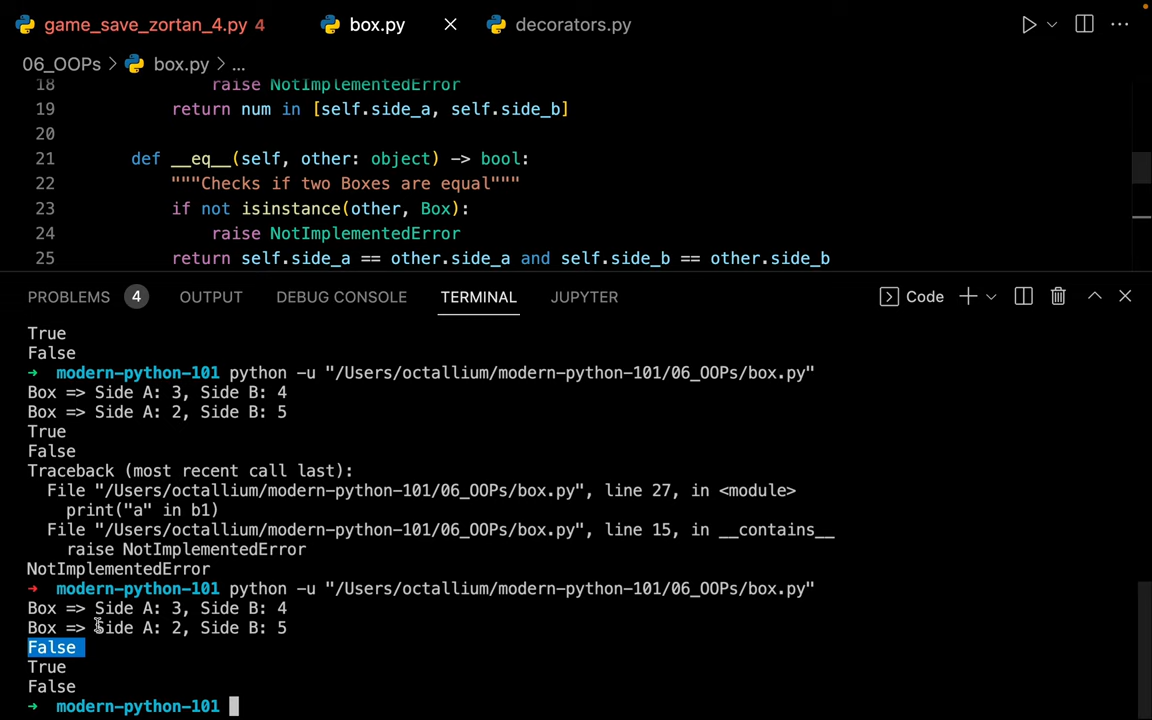 game_save_zortan_4.py 4 box.py decorators.py
06_OOPs > box.py > ...
18 raise NotImplementedError
19 return num in [self.side_a, self.side_b]
20
21 def __eq__(self, other: object) -> bool:
22 """Checks if two Boxes are equal"""
23 if not isinstance(other, Box):
24 raise NotImplementedError
25 return self.side_a == other.side_a and self.side_b == other.side_b
PROBLEMS 4 OUTPUT DEBUG CONSOLE TERMINAL JUPYTER Code
True
False
→ modern-python-101 python -u "/Users/octallium/modern-python-101/06_OOPs/box.py"
Box => Side A: 3, Side B: 4
Box => Side A: 2, Side B: 5
True
False
Traceback (most recent call last):
File "/Users/octallium/modern-python-101/06_OOPs/box.py", line 27, in <module>
print("a" in b1)
File "/Users/octallium/modern-python-101/06_OOPs/box.py", line 15, in __contains__
raise NotImplementedError
NotImplementedError
→ modern-python-101 python -u "/Users/octallium/modern-python-101/06_OOPs/box.py"
Box => Side A: 3, Side B: 4
Box => Side A: 2, Side B: 5
False
True
False
→ modern-python-101